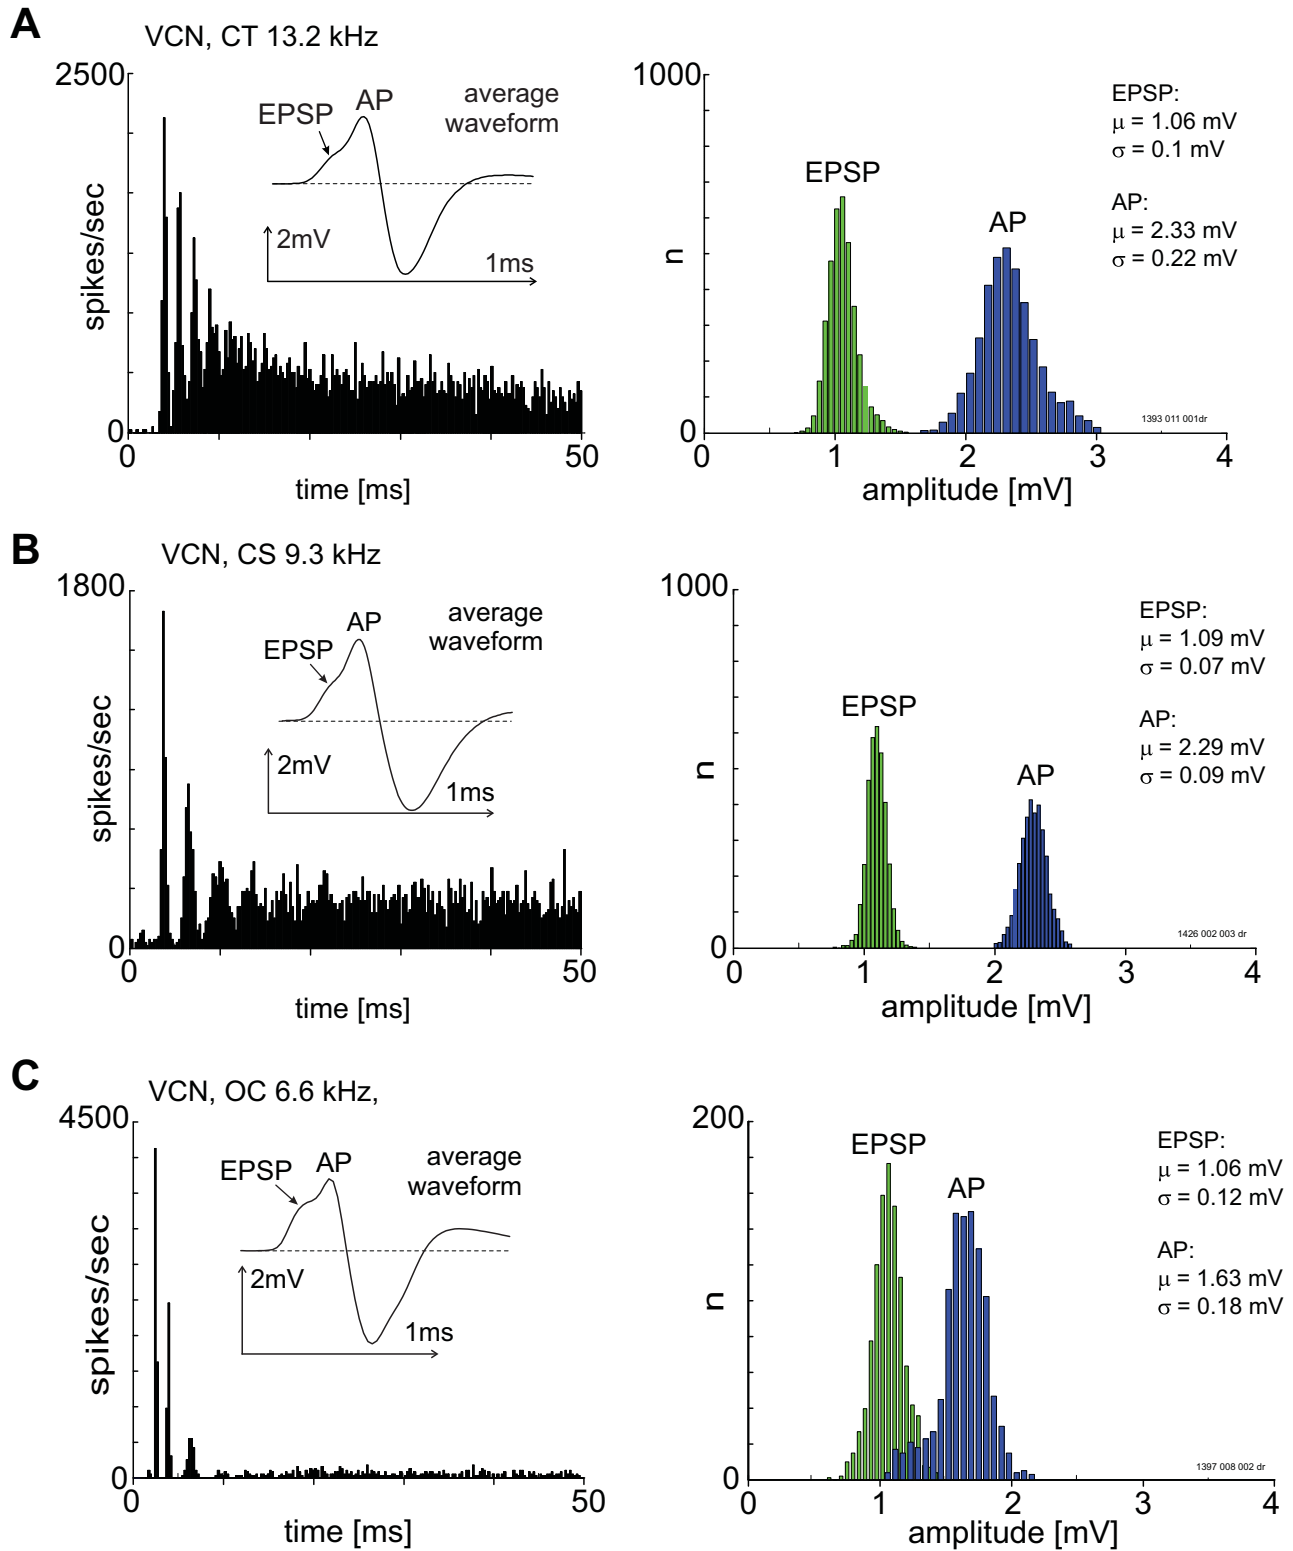 A
VCN, CT 13.2 kHz
2500
spikes/sec
0
0
50
time [ms]
EPSP
AP
average
waveform
2mV
1ms
1000
n
0
EPSP
AP
EPSP:
μ = 1.06 mV
σ = 0.1 mV
AP:
μ = 2.33 mV
σ = 0.22 mV
1393 011 001dr
0
1
2
3
4
amplitude [mV]
B
VCN, CS 9.3 kHz
1800
spikes/sec
0
0
50
time [ms]
EPSP
AP
average
waveform
2mV
1ms
1000
n
0
EPSP
AP
EPSP:
μ = 1.09 mV
σ = 0.07 mV
AP:
μ = 2.29 mV
σ = 0.09 mV
1426 002 003 dr
0
1
2
3
4
amplitude [mV]
C
VCN, OC 6.6 kHz,
4500
spikes/sec
0
0
50
time [ms]
EPSP
AP
average
waveform
2mV
1ms
200
n
0
EPSP
AP
EPSP:
μ = 1.06 mV
σ = 0.12 mV
AP:
μ = 1.63 mV
σ = 0.18 mV
1397 008 002 dr
0
1
2
3
4
amplitude [mV]